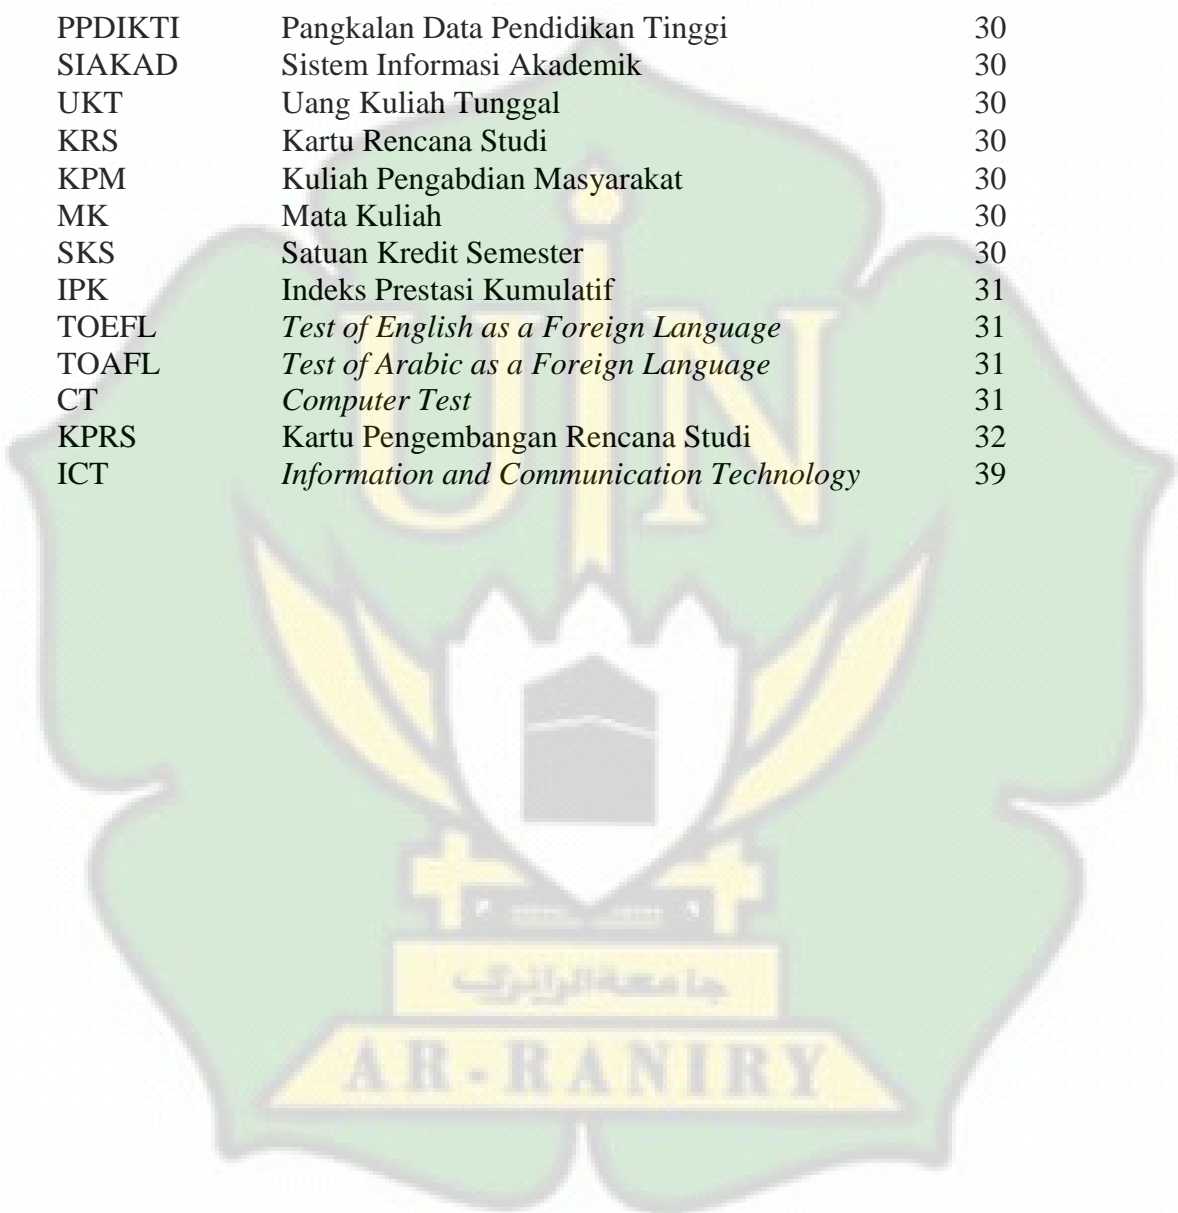 PPDIKTI Pangkalan Data Pendidikan Tinggi 30
SIAKAD Sistem Informasi Akademik 30
UKT Uang Kuliah Tunggal 30
KRS Kartu Rencana Studi 30
KPM Kuliah Pengabdian Masyarakat 30
MK Mata Kuliah 30
SKS Satuan Kredit Semester 30
IPK Indeks Prestasi Kumulatif 31
TOEFL Test of English as a Foreign Language 31
TOAFL Test of Arabic as a Foreign Language 31
CT Computer Test 31
KPRS Kartu Pengembangan Rencana Studi 32
ICT Information and Communication Technology 39
UIN
جامعة الرانري
AR-RANIRY